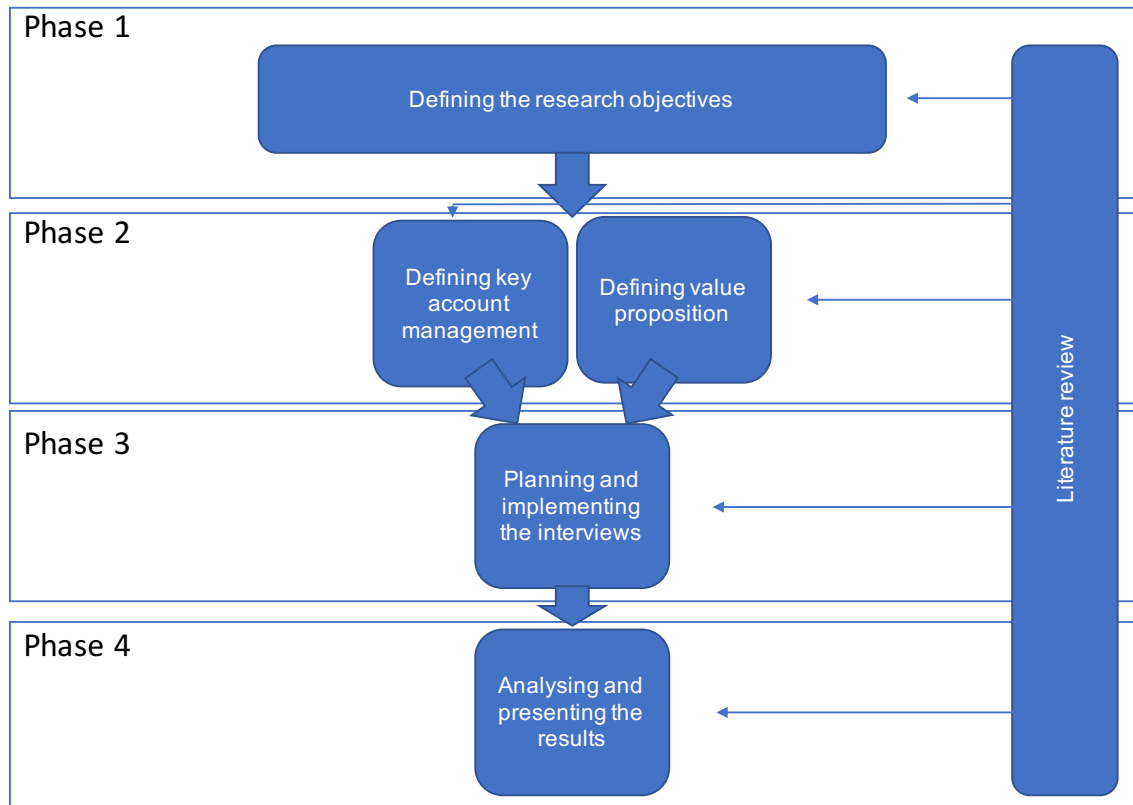 Phase 1
Defining the research objectives
Phase 2
Defining key
account
management
Defining value
proposition
Phase 3
Planning and
implementing
the interviews
Phase 4
Analysing and
presenting the
results
Literature review